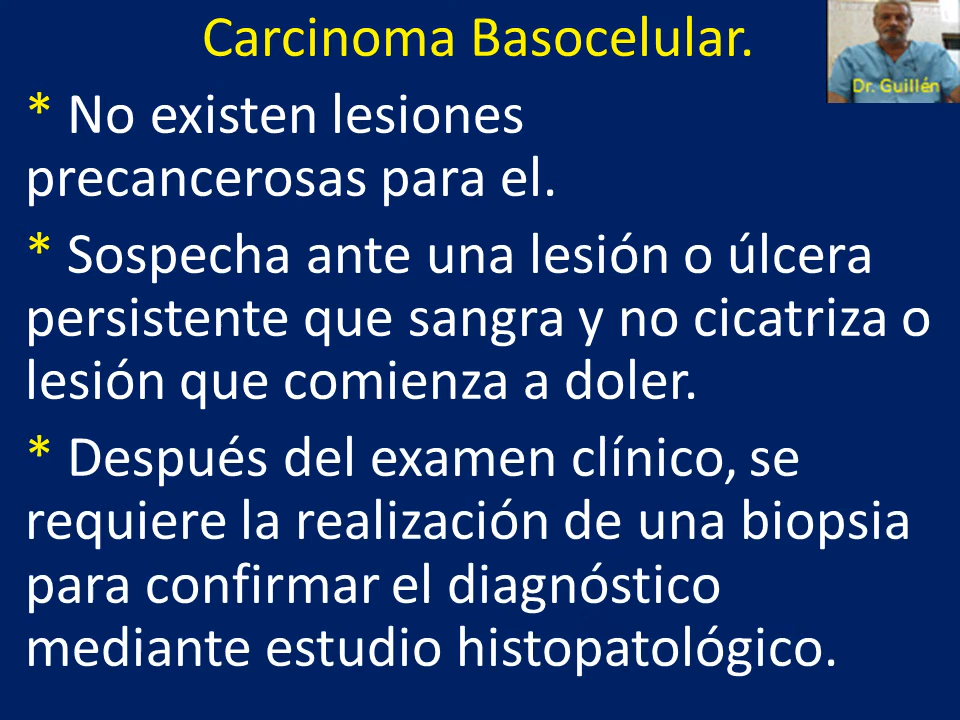 Carcinoma Basocelular.
Dr. Guillén
* No existen lesiones
precancerosas para el.
* Sospecha ante una lesión o úlcera
persistente que sangra y no cicatriza o
lesión que comienza a doler.
* Después del examen clínico, se
requiere la realización de una biopsia
para confirmar el diagnóstico
mediante estudio histopatológico.